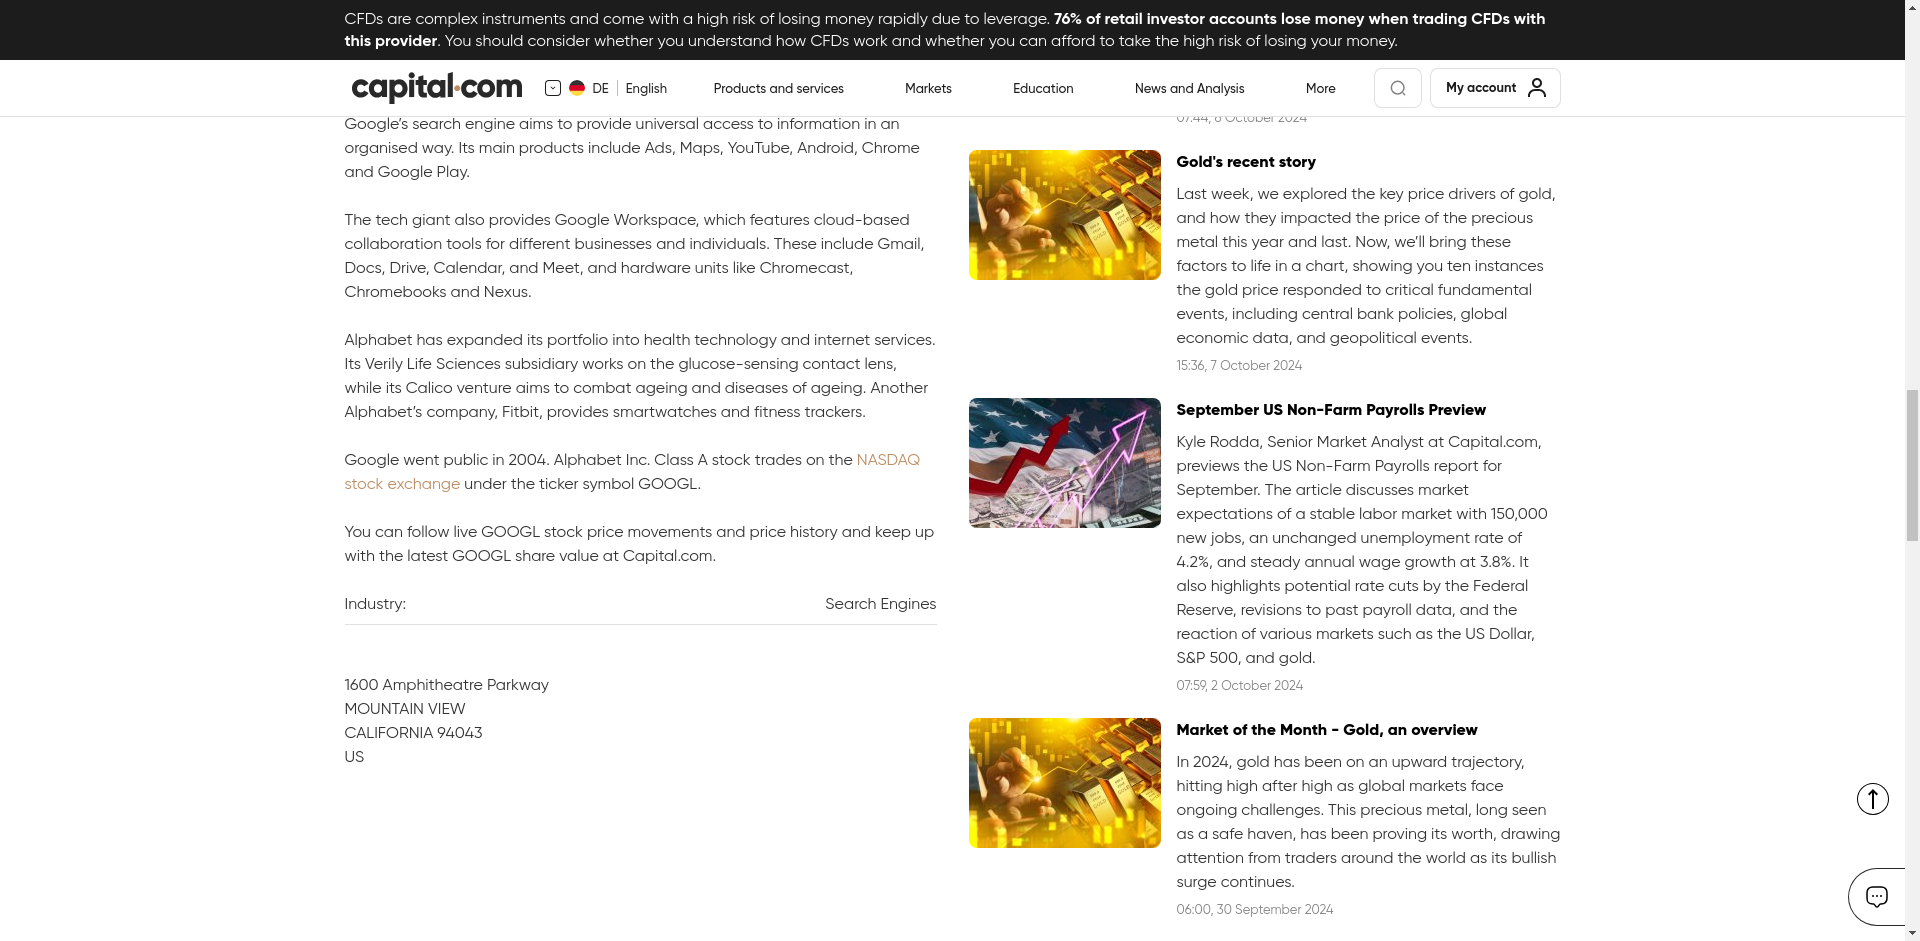 CFDs are complex instruments and come with a high risk of losing money rapidly due to leverage. 76% of retail investor accounts lose money when trading CFDs with
this provider. You should consider whether you understand how CFDs work and whether you can afford to take the high risk of losing your money.
capital.com
DE
English
Products and services
Markets
Education
News and Analysis
More
My account
Google’s search engine aims to provide universal access to information in an
organised way. Its main products include Ads, Maps, YouTube, Android, Chrome
and Google Play.
The tech giant also provides Google Workspace, which features cloud-based
collaboration tools for different businesses and individuals. These include Gmail,
Docs, Drive, Calendar, and Meet, and hardware units like Chromecast,
Chromebooks and Nexus.
Alphabet has expanded its portfolio into health technology and internet services.
Its Verily Life Sciences subsidiary works on the glucose-sensing contact lens,
while its Calico venture aims to combat ageing and diseases of ageing. Another
Alphabet’s company, Fitbit, provides smartwatches and fitness trackers.
Google went public in 2004. Alphabet Inc. Class A stock trades on the NASDAQ
stock exchange under the ticker symbol GOOGL.
You can follow live GOOGL stock price movements and price history and keep up
with the latest GOOGL share value at Capital.com.
Industry:
Search Engines
1600 Amphitheatre Parkway
MOUNTAIN VIEW
CALIFORNIA 94043
US
October 2024
Gold's recent story
Last week, we explored the key price drivers of gold,
and how they impacted the price of the precious
metal this year and last. Now, we’ll bring these
factors to life in a chart, showing you ten instances
the gold price responded to critical fundamental
events, including central bank policies, global
economic data, and geopolitical events.
15:36, 7 October 2024
September US Non-Farm Payrolls Preview
Kyle Rodda, Senior Market Analyst at Capital.com,
previews the US Non-Farm Payrolls report for
September. The article discusses market
expectations of a stable labor market with 150,000
new jobs, an unchanged unemployment rate of
4.2%, and steady annual wage growth at 3.8%. It
also highlights potential rate cuts by the Federal
Reserve, revisions to past payroll data, and the
reaction of various markets such as the US Dollar,
S&P 500, and gold.
07:59, 2 October 2024
Market of the Month - Gold, an overview
In 2024, gold has been on an upward trajectory,
hitting high after high as global markets face
ongoing challenges. This precious metal, long seen
as a safe haven, has been proving its worth, drawing
attention from traders around the world as its bullish
surge continues.
06:00, 30 September 2024